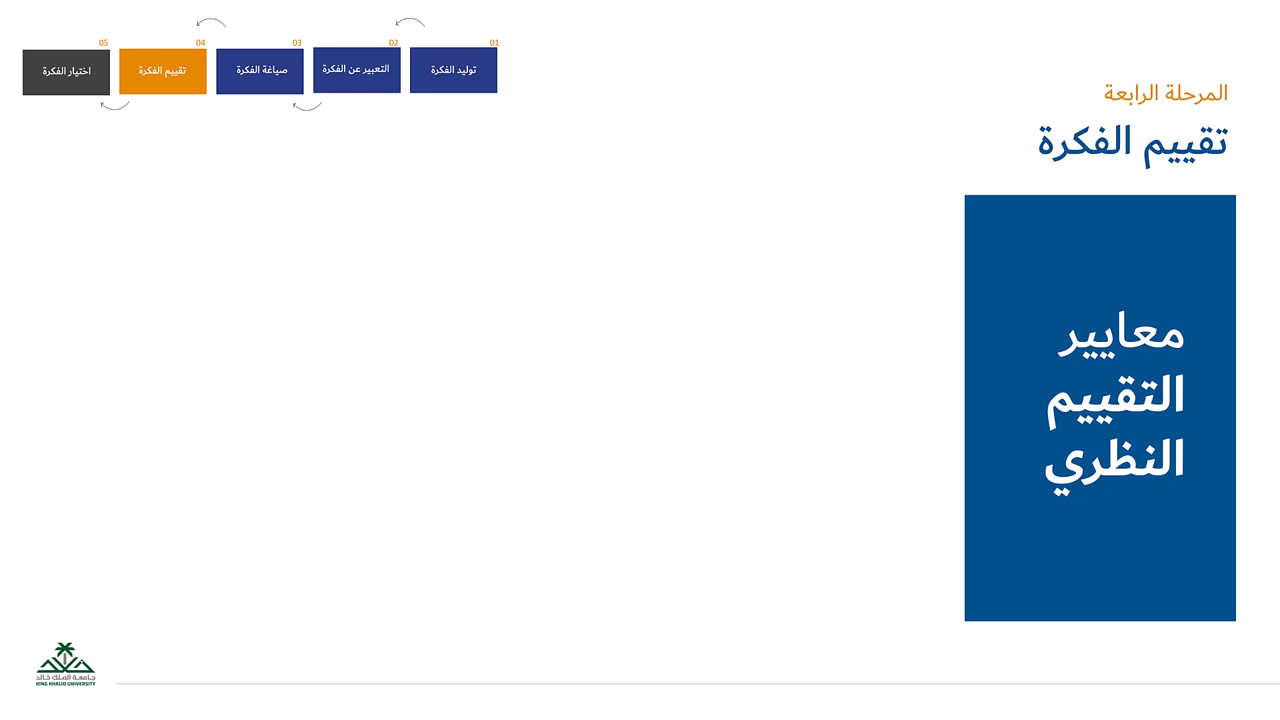 01
توليد الفكرة
02
التعبير عن الفكرة
03
صياغة الفكرة
04
تقييم الفكرة
05
اختيار الفكرة
المرحلة الرابعة
تقييم الفكرة
معايير
التقييم
النظري
جامعة الملك خالد
KING KHALID UNIVERSITY